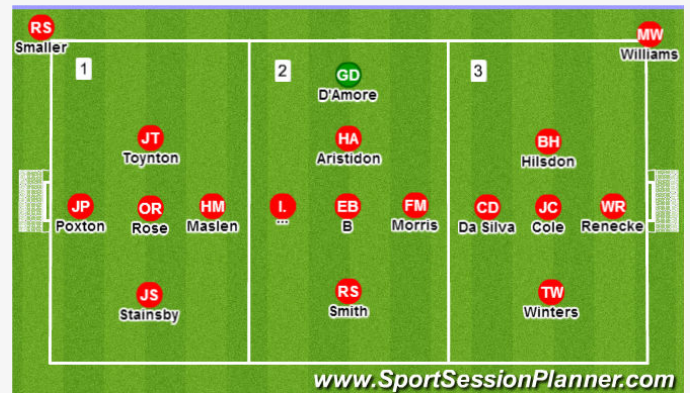 RS
Smaller
MW
Williams
1
2
3
GD
D'Amore
JT
Toynton
HA
Aristidon
BH
Hilsdon
JP
Poxton
OR
Rose
HM
Maslen
I.
...
EB
B
FM
Morris
CD
Da Silva
JC
Cole
WR
Renecke
JS
Stainsby
RS
Smith
TW
Winters
www.SportSessionPlanner.com